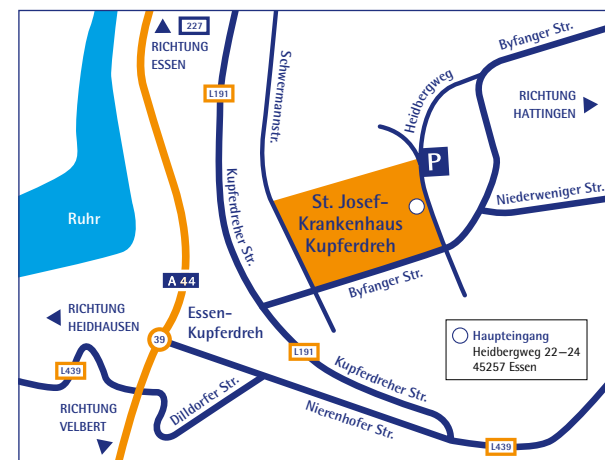 227
RICHTUNG
ESSEN
L191
Schwermannstr.
Heidbergweg
Byfanger Str.
RICHTUNG
HATTINGEN
P
Kupferdreher Str.
St. Josef-
Krankenhaus
Kupferdreh
Niederweniger Str.
Ruhr
A 44
Byfanger Str.
RICHTUNG
HEIDHAUSEN
Essen-
Kupferdreh
39
L439
L191
Kupferdreher Str.
Haupteingang
Heidbergweg 22–24
45257 Essen
Dilldorfer Str.
Nierenhofer Str.
RICHTUNG
VELBERT
L439